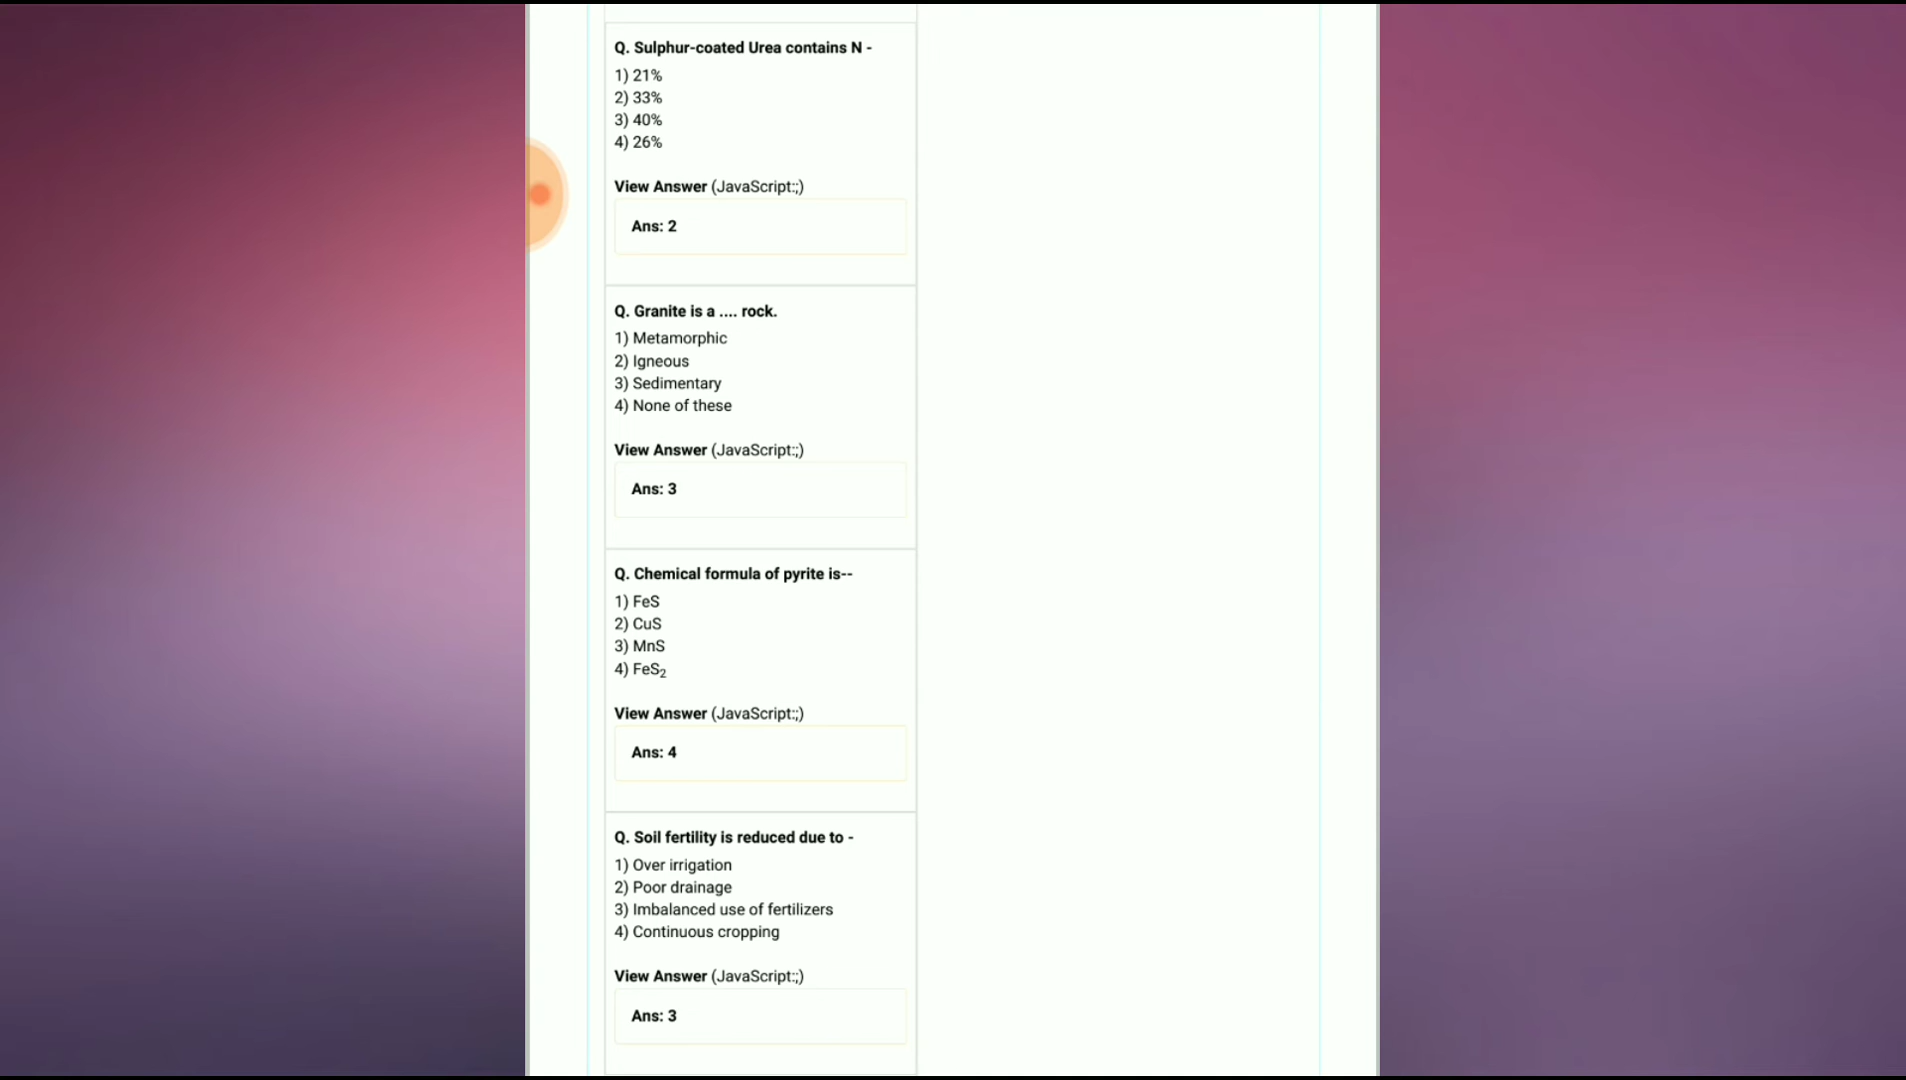 Q. Sulphur-coated Urea contains N -
1) 21%
2) 33%
3) 40%
4) 26%
View Answer (JavaScript:;)
Ans: 2
Q. Granite is a .... rock.
1) Metamorphic
2) Igneous
3) Sedimentary
4) None of these
View Answer (JavaScript:;)
Ans: 3
Q. Chemical formula of pyrite is--
1) FeS
2) CuS
3) MnS
4) FeS₂
View Answer (JavaScript:;)
Ans: 4
Q. Soil fertility is reduced due to -
1) Over irrigation
2) Poor drainage
3) Imbalanced use of fertilizers
4) Continuous cropping
View Answer (JavaScript:;)
Ans: 3